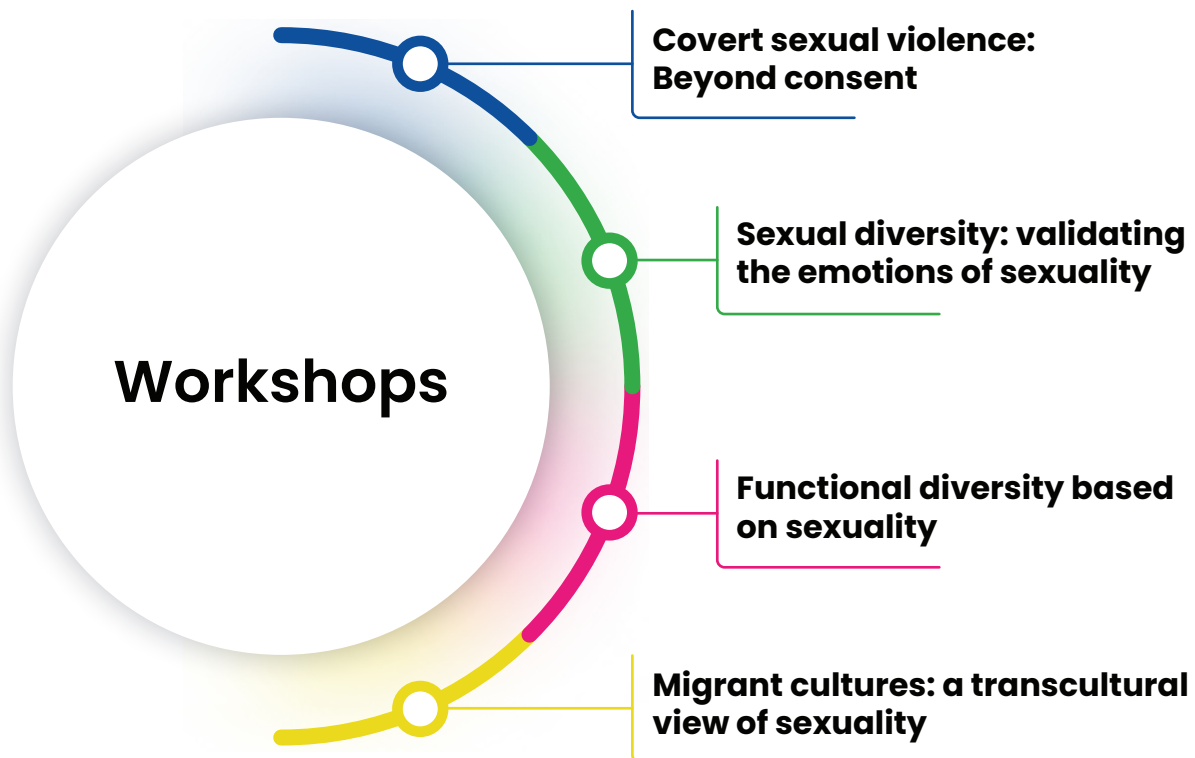 Covert sexual violence:
Beyond consent
Sexual diversity: validating
the emotions of sexuality
Workshops
Functional diversity based
on sexuality
Migrant cultures: a transcultural
view of sexuality